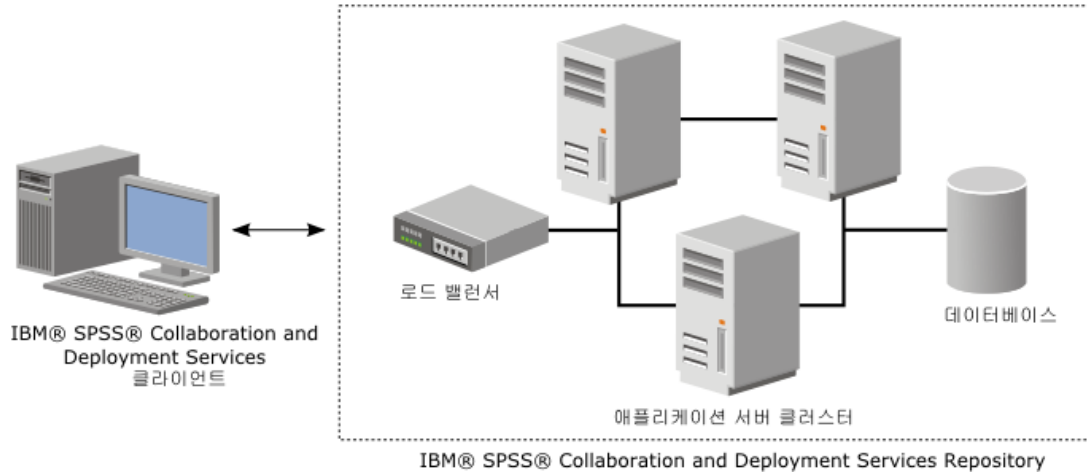 로드 밸런서
데이터베이스
IBM® SPSS® Collaboration and
Deployment Services
클라이언트
애플리케이션 서버 클러스터
IBM® SPSS® Collaboration and Deployment Services Repository